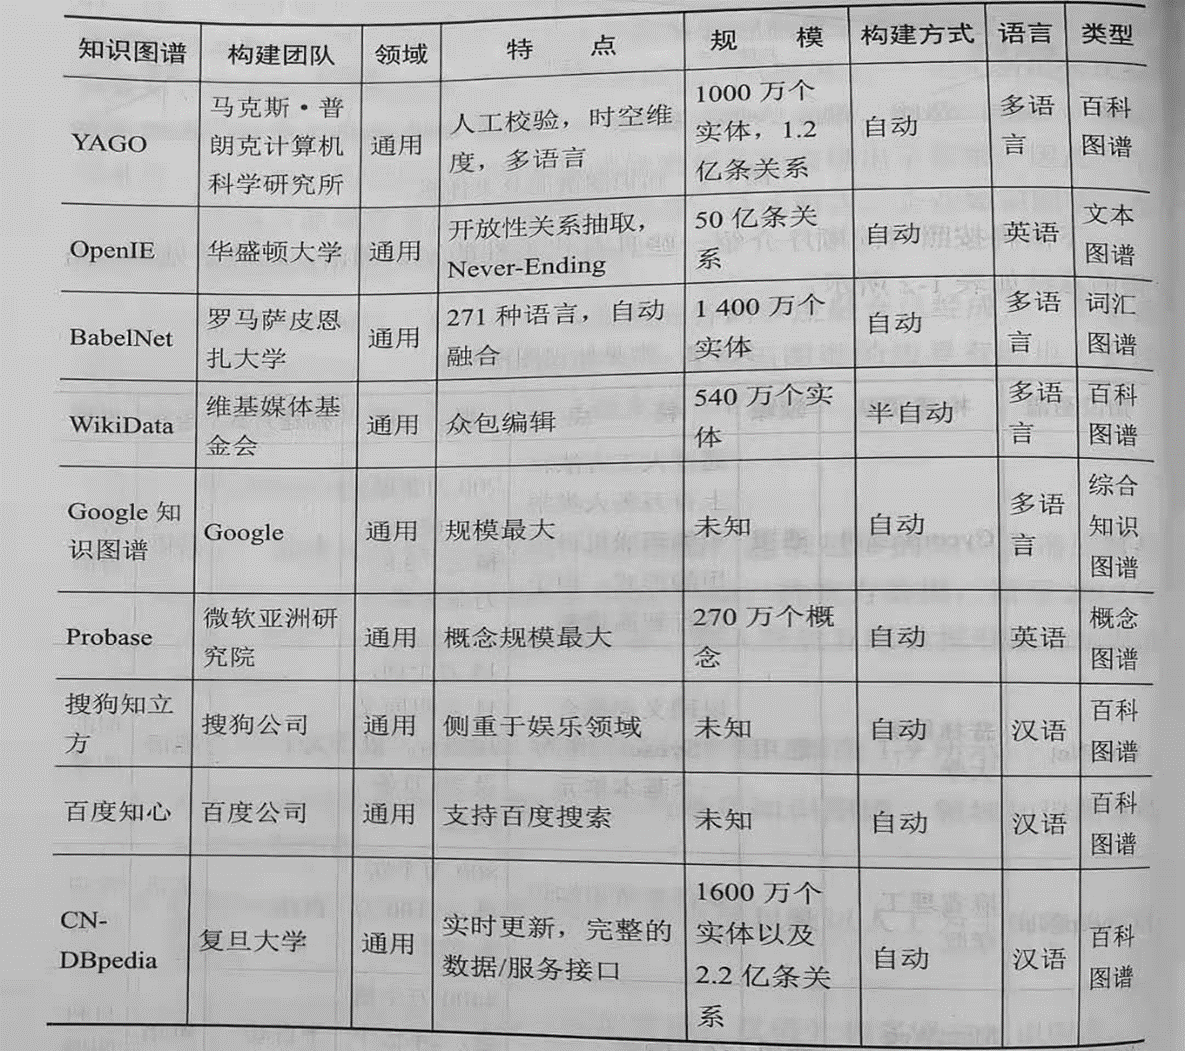 知识图谱 构建团队 领域 特 点 规 模 构建方式 语言 类型
YAGO
马克斯·普
朗克计算机
科学研究所
通用
人工校验，时空维
度，多语言
1000 万个
实体，1.2
亿条关系
自动
多语
言
百科
图谱
OpenIE
华盛顿大学
通用
开放性关系抽取，
Never-Ending
50 亿条关
系
自动
英语
文本
图谱
BabelNet
罗马萨皮恩
扎大学
通用
271 种语言，自动
融合
1 400 万个
实体
自动
多语
言
词汇
图谱
WikiData
维基媒体基
金会
通用
众包编辑
540 万个实
体
半自动
多语
言
百科
图谱
Google 知
识图谱
Google
通用
规模最大
未知
自动
多语
言
综合
知识
图谱
Probase
微软亚洲研
究院
通用
概念规模最大
270 万个概
念
自动
英语
概念
图谱
搜狗知立
方
搜狗公司
通用
侧重于娱乐领域
未知
自动
汉语
百科
图谱
百度知心
百度公司
通用
支持百度搜索
未知
自动
汉语
百科
图谱
CN-
DBpedia
复旦大学
通用
实时更新，完整的
数据/服务接口
1600 万个
实体以及
2.2 亿条关
系
自动
汉语
百科
图谱